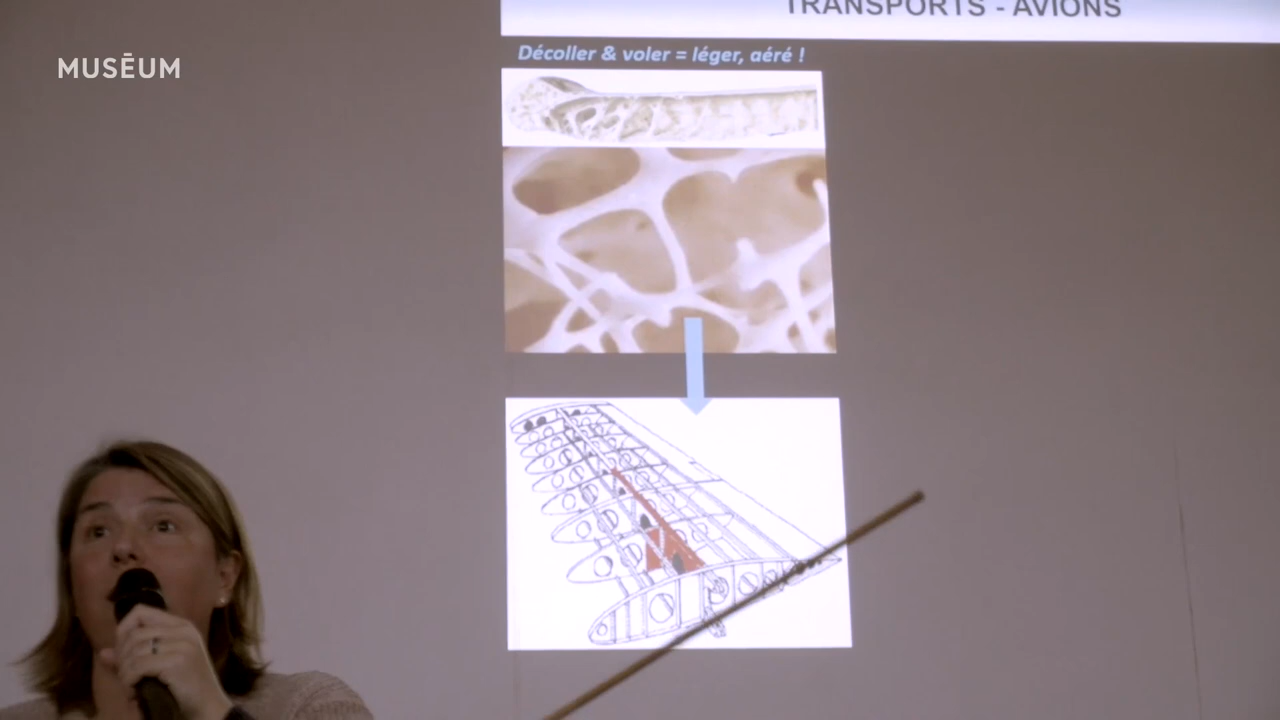 TRANSPORTS - AVIONS
MUSĒUM
Décoller & voler = léger, aéré !